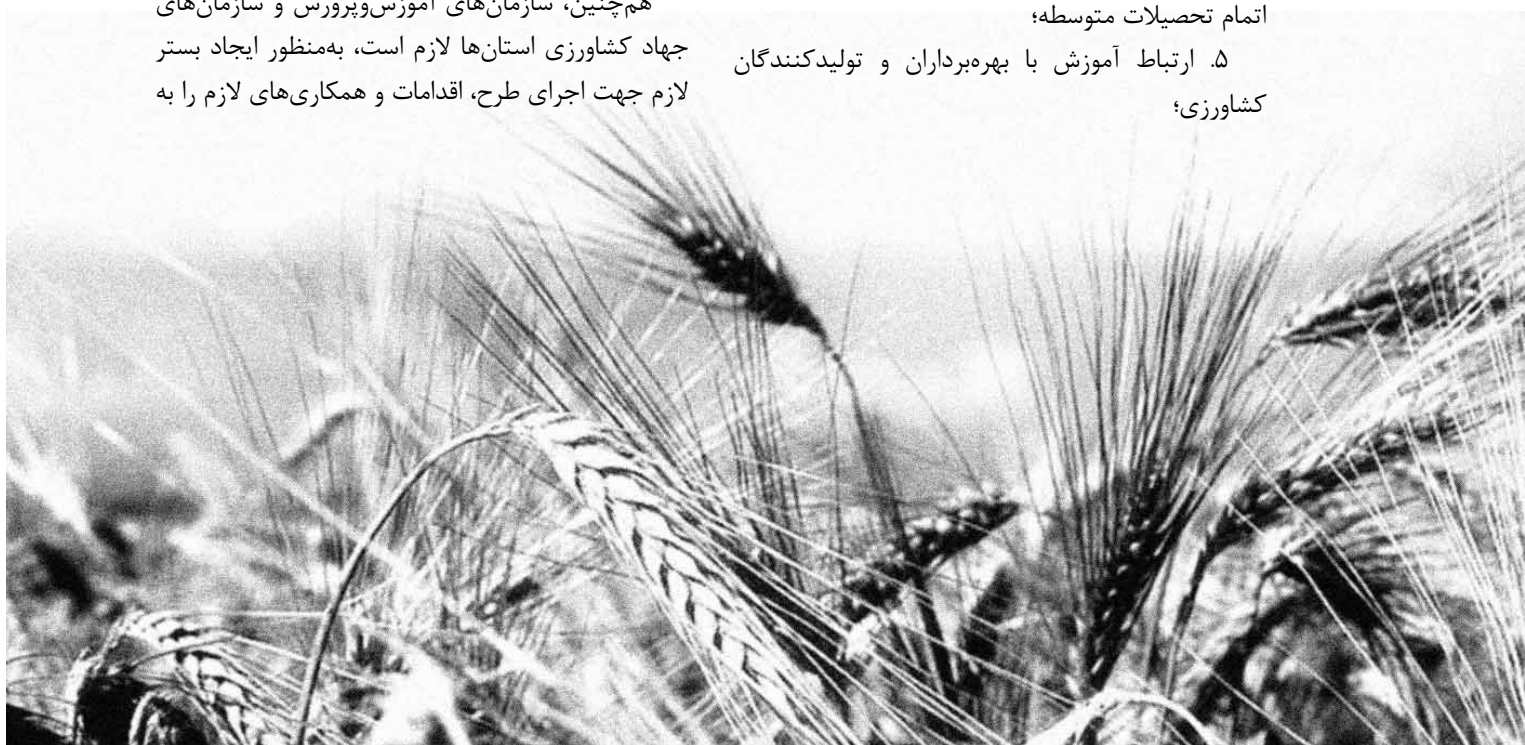 اتمام تحصیلات متوسطه؛
۵. ارتباط آموزش با بهره‌برداران و تولیدکنندگان
کشاورزی؛
هم‌چنین، سازمان‌های آموزش‌وپرورش و سازمان‌های
جهاد کشاورزی استان‌ها لازم است، به‌منظور ایجاد بستر
لازم جهت اجرای طرح، اقدامات و همکاری‌های لازم را به